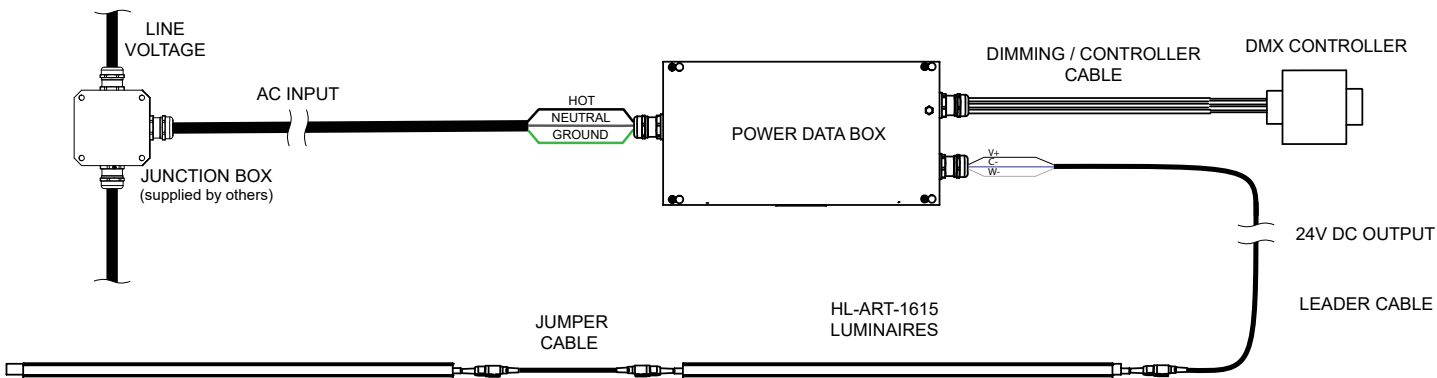 LINE
VOLTAGE
AC INPUT
HOT
NEUTRAL
GROUND
JUNCTION BOX
(supplied by others)
POWER DATA BOX
DIMMING / CONTROLLER
CABLE
DMX CONTROLLER
V+
C-
W-
24V DC OUTPUT
LEADER CABLE
HL-ART-1615
LUMINAIRES
JUMPER
CABLE